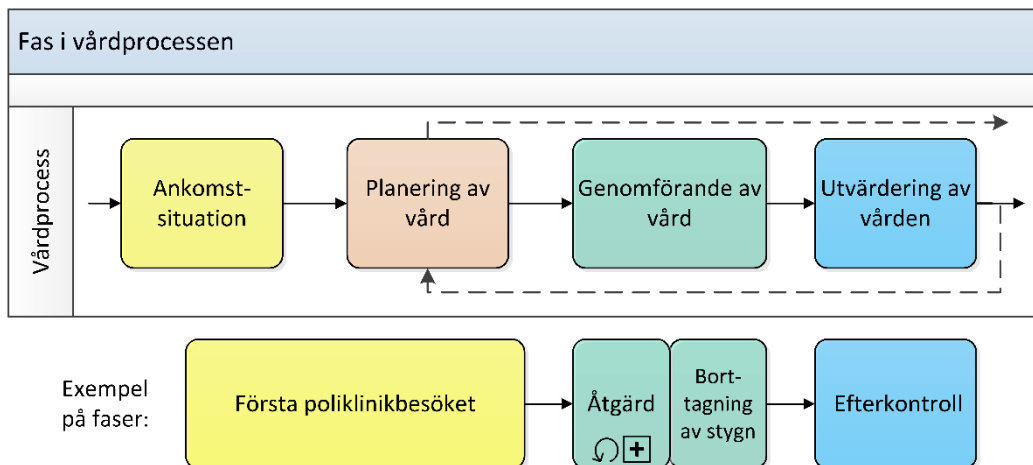 Fas i vårdprocessen
Vårdprocess
Ankomst-
situation
Planering av
vård
Genomförande av
vård
Utvärdering av
vården
Exempel
på faser:
Första poliklinikbesöket
Åtgärd
Bort-
tagning
av stygn
Efterkontroll